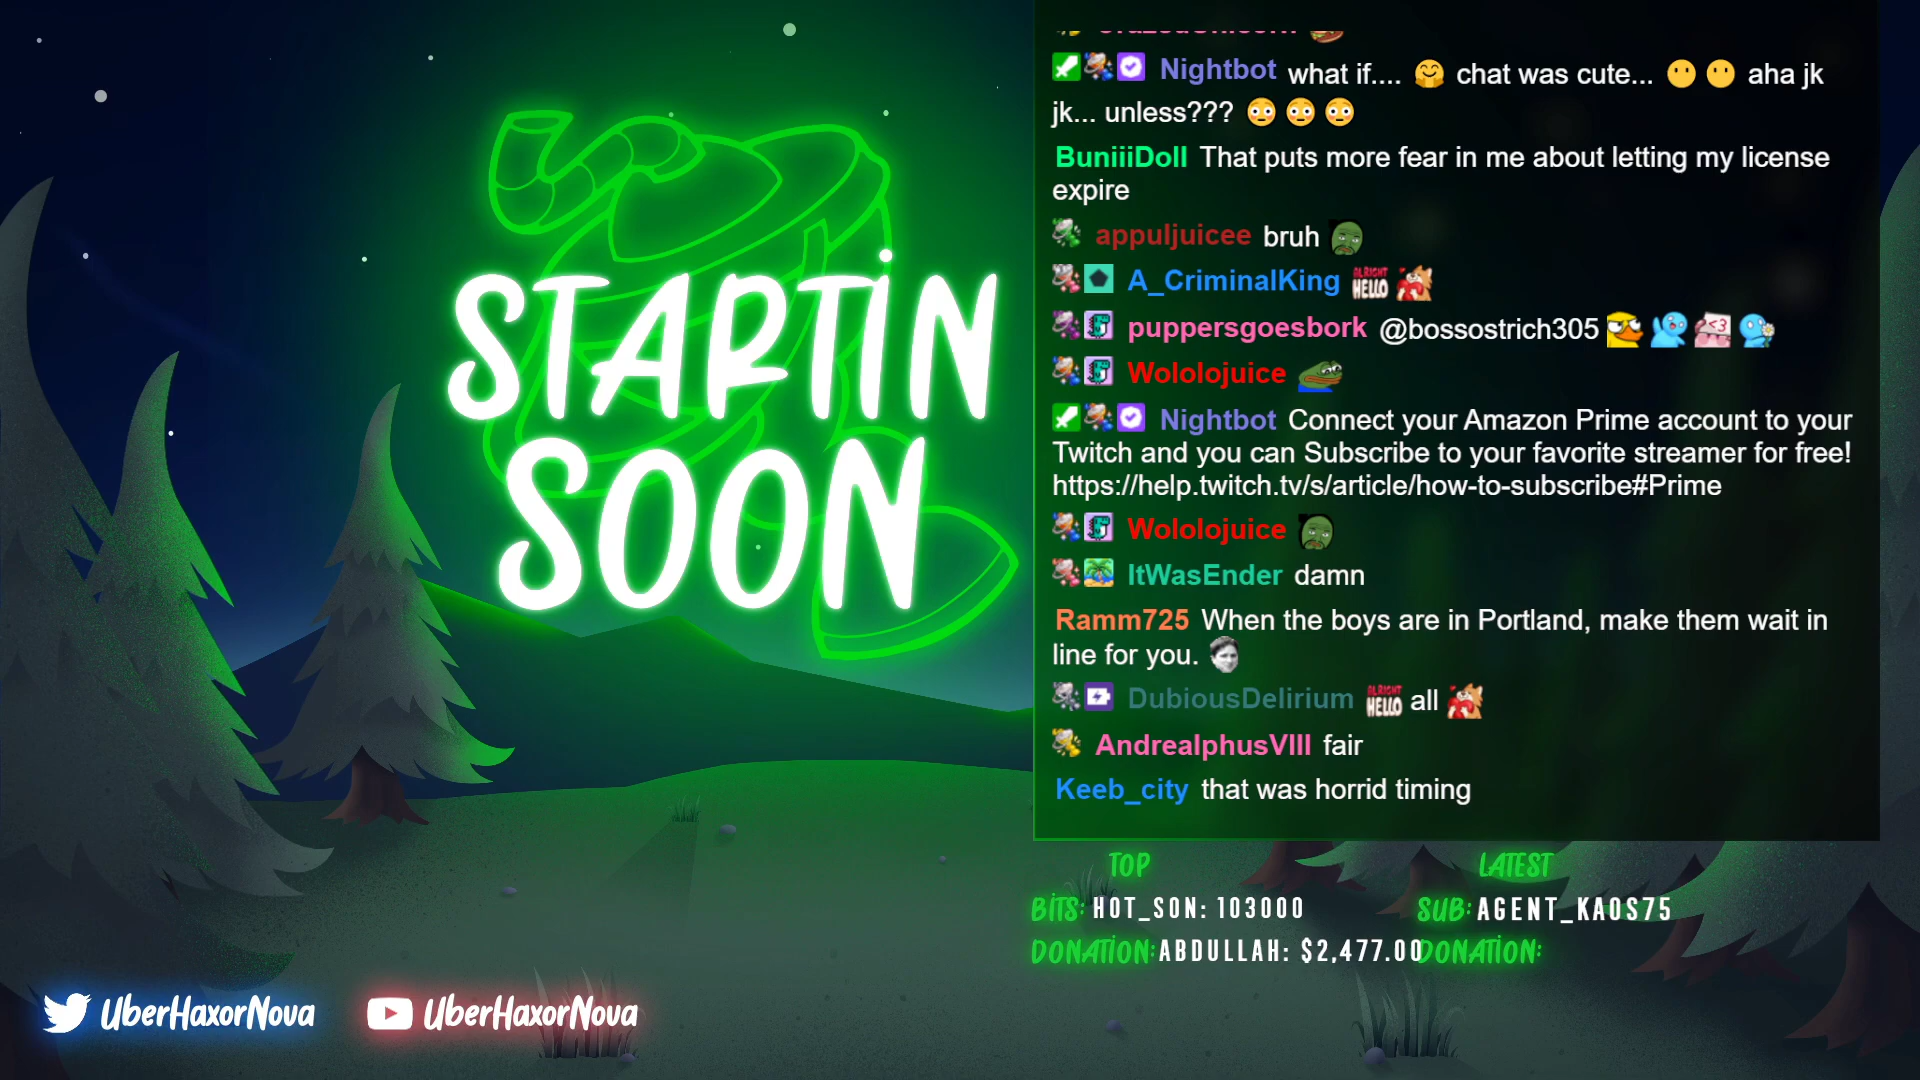 STARTIN
SOON
Nightbot what if.... chat was cute... aha jk
jk... unless???
BuniiiDoll That puts more fear in me about letting my license
expire
appuljuicee bruh
A_CriminalKing ALRIGHT HELLO
puppersgoesbork @bossostrich305 <3
Wololojuice
Nightbot Connect your Amazon Prime account to your
Twitch and you can Subscribe to your favorite streamer for free!
https://help.twitch.tv/s/article/how-to-subscribe#Prime
Wololojuice
ItWasEnder damn
Ramm725 When the boys are in Portland, make them wait in
line for you.
DubiousDelirium ALRIGHT HELLO all
AndrealphusVIII fair
Keeb_city that was horrid timing
TOP LATEST
BITS: HOT_SON: 103000 SUB: AGENT_KAOS75
DONATION: ABDULLAH: $2,477.00 DONATION:
UberHaxorNova UberHaxorNova